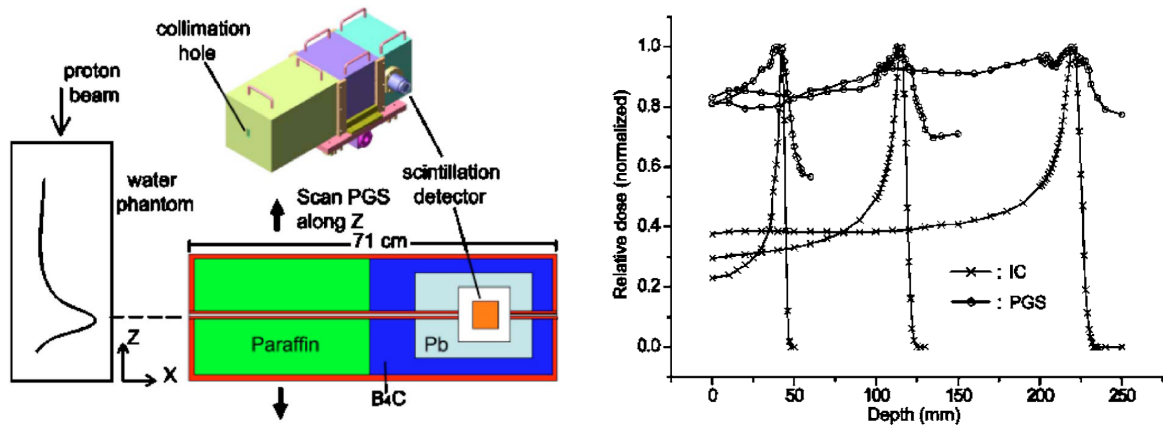 collimation
hole
proton
beam
water
phantom
scintillation
detector
Scan PGS
along Z
71 cm
Paraffin
Pb
B₄C
Z
X
Relative dose (normalized)
1.0
0.8
0.6
0.4
0.2
0.0
: IC
: PGS
0
50
100
150
200
250
Depth (mm)